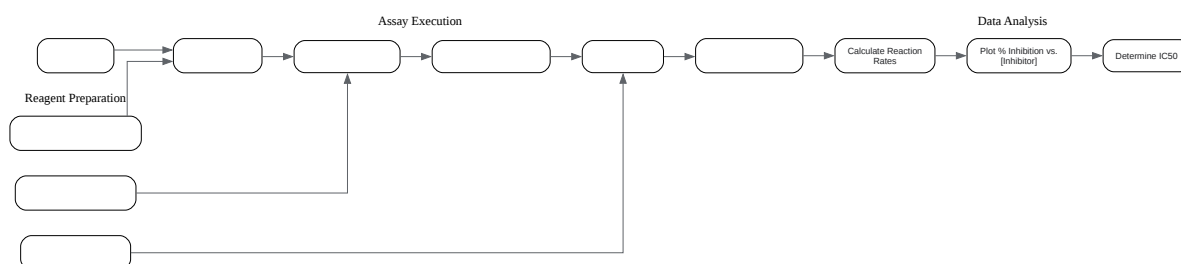 Assay Execution
Data Analysis
Calculate Reaction
Rates
Plot % Inhibition vs.
[Inhibitor]
Determine IC50
Reagent Preparation